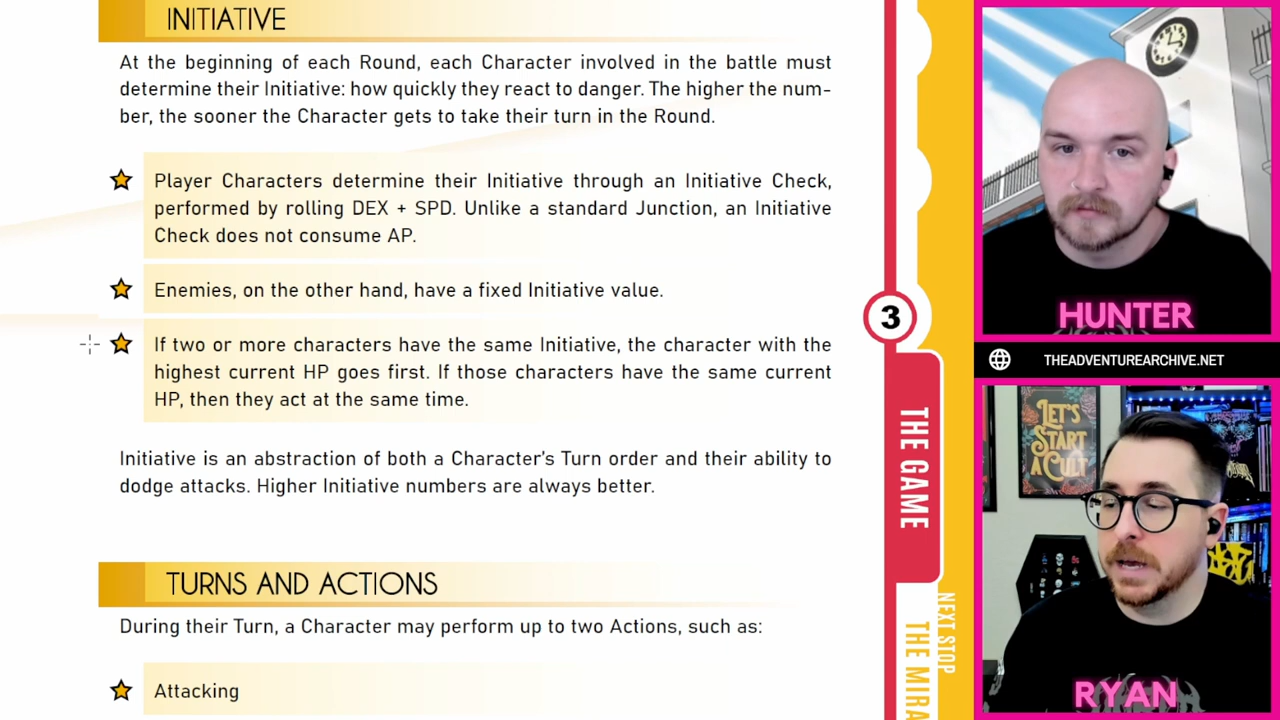 INITIATIVE
At the beginning of each Round, each Character involved in the battle must
determine their Initiative: how quickly they react to danger. The higher the num-
ber, the sooner the Character gets to take their turn in the Round.
Player Characters determine their Initiative through an Initiative Check,
performed by rolling DEX + SPD. Unlike a standard Junction, an Initiative
Check does not consume AP.
Enemies, on the other hand, have a fixed Initiative value.
If two or more characters have the same Initiative, the character with the
highest current HP goes first. If those characters have the same current
HP, then they act at the same time.
Initiative is an abstraction of both a Character's Turn order and their ability to
dodge attacks. Higher Initiative numbers are always better.
TURNS AND ACTIONS
During their Turn, a Character may perform up to two Actions, such as:
Attacking
3
THE GAME
NEXT STOP
THE MIRA
HUNTER
THEADVENTUREARCHIVE.NET
LET'S
START
A CULT
RYAN